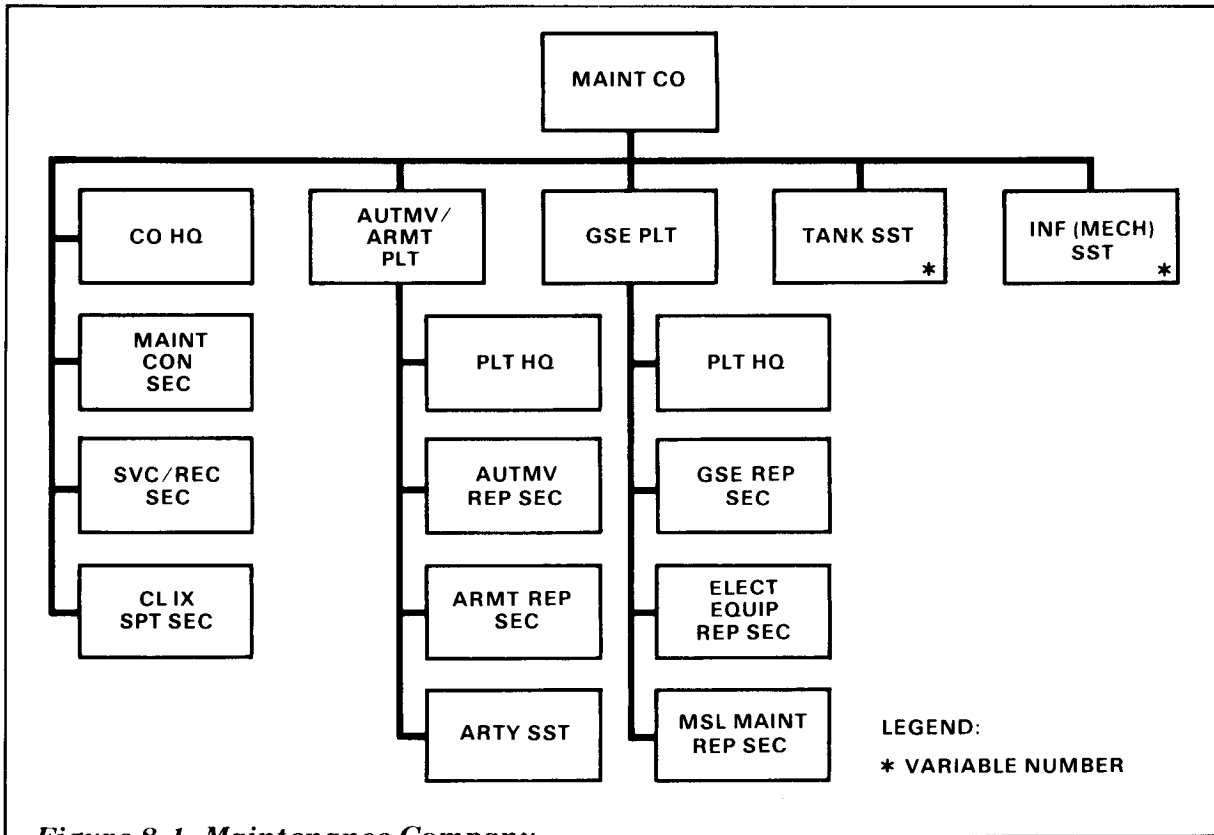 MAINT CO
CO HQ
AUTMV/
ARMT
PLT
GSE PLT
TANK SST
*
INF (MECH)
SST
*
MAINT
CON
SEC
PLT HQ
PLT HQ
SVC/REC
SEC
AUTMV
REP SEC
GSE REP
SEC
CL IX
SPT SEC
ARMT REP
SEC
ELECT
EQUIP
REP SEC
ARTY SST
MSL MAINT
REP SEC
LEGEND:
* VARIABLE NUMBER
Figure 8-1. Maintenance Company